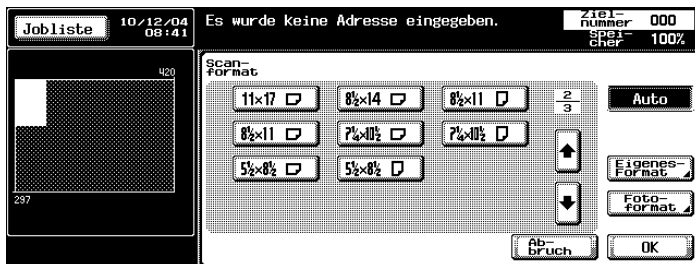 Jobliste
10/12/04
08:41
Es wurde keine Adresse eingegeben.
Ziel-
nummer 000
Spei-
cher 100%
420
297
Scan-
format
11×17
8½×14
8½×11
2
3
Auto
8½×11
7¼×10½
7¼×10½
5½×8½
5½×8½
Eigenes-
Format
Foto-
format
Ab-
bruch
OK